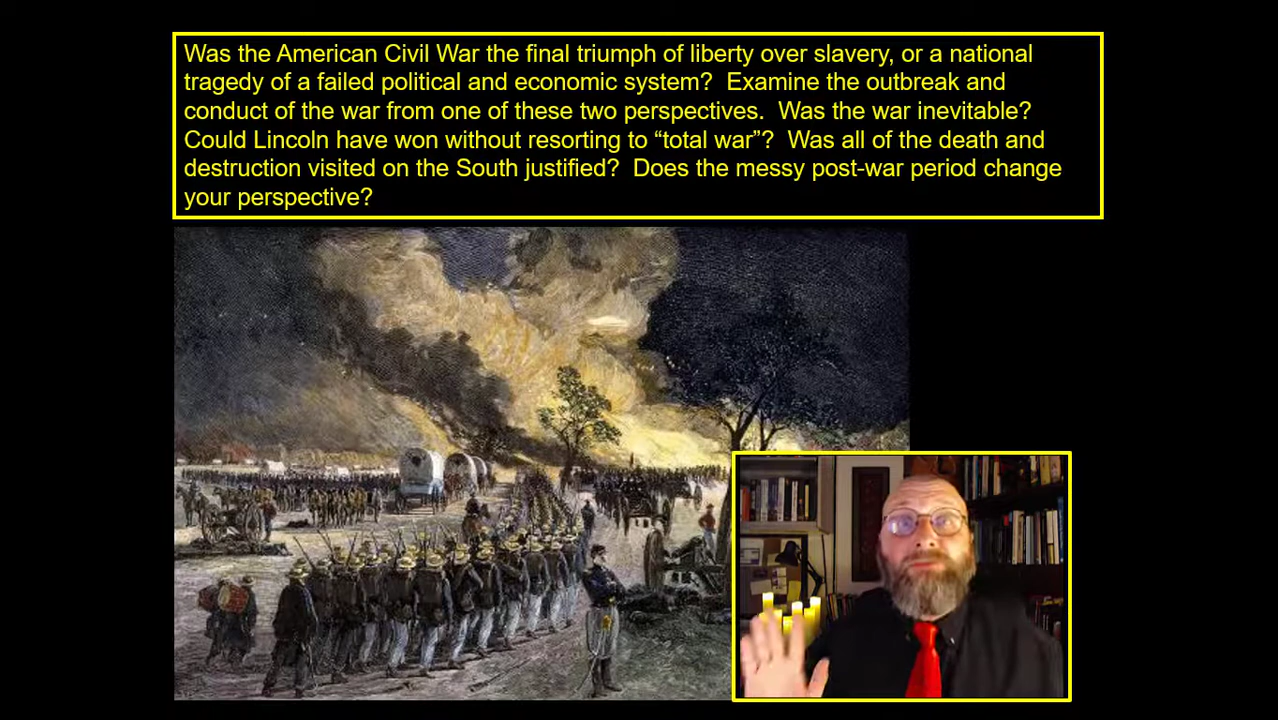 Was the American Civil War the final triumph of liberty over slavery, or a national
tragedy of a failed political and economic system?  Examine the outbreak and
conduct of the war from one of these two perspectives.  Was the war inevitable?
Could Lincoln have won without resorting to “total war”?  Was all of the death and
destruction visited on the South justified?  Does the messy post-war period change
your perspective?